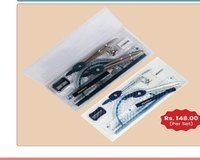 Rs. 148.00
(Per Set)